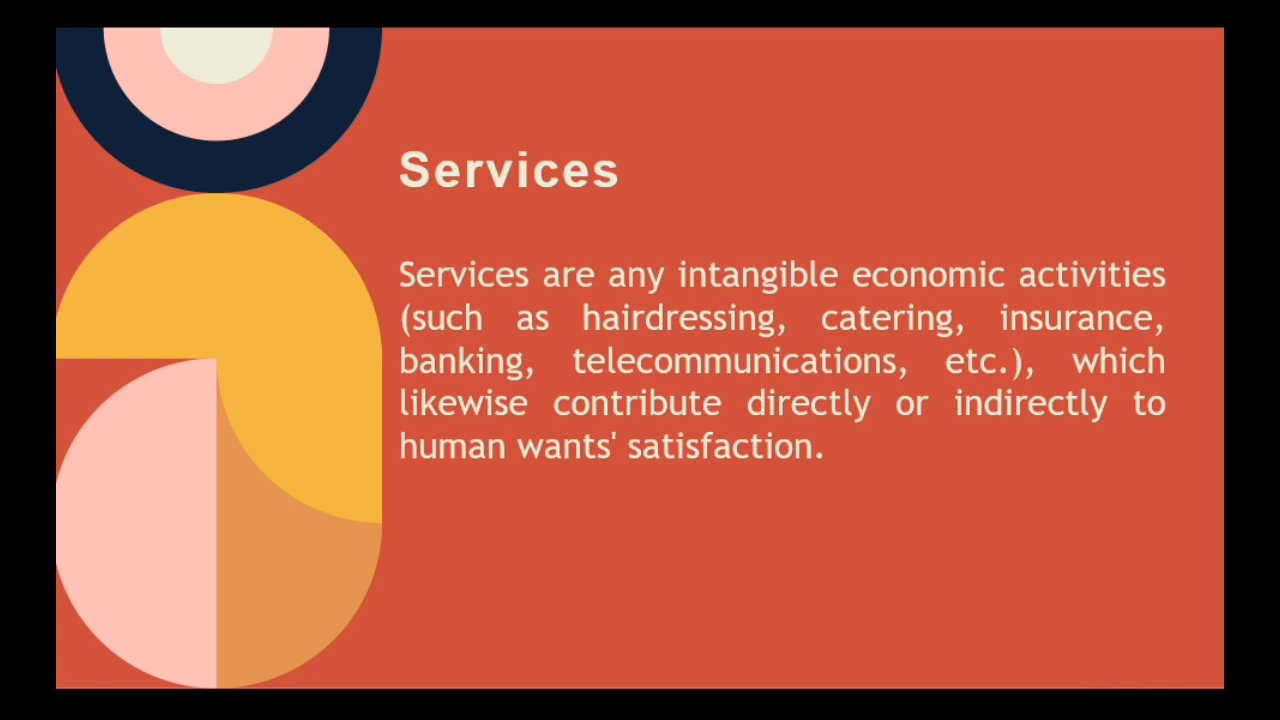 Services
Services are any intangible economic activities
(such as hairdressing, catering, insurance,
banking, telecommunications, etc.), which
likewise contribute directly or indirectly to
human wants' satisfaction.